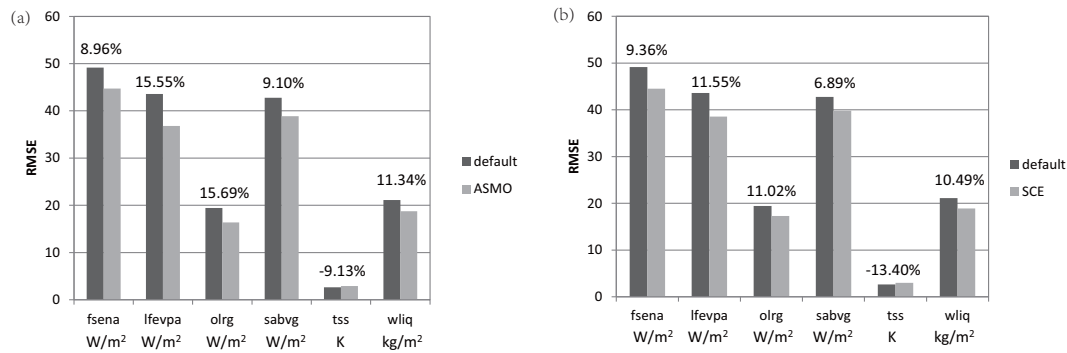 (a)
60
50
40
30
20
10
0
RMSE
8.96%
15.55%
15.69%
9.10%
-9.13%
11.34%
fsena lfevpa olrg sabvg tss wliq
W/m² W/m² W/m² W/m² K kg/m²
default
ASMO
(b)
60
50
40
30
20
10
0
RMSE
9.36%
11.55%
11.02%
6.89%
-13.40%
10.49%
fsena lfevpa olrg sabvg tss wliq
W/m² W/m² W/m² W/m² K kg/m²
default
SCE